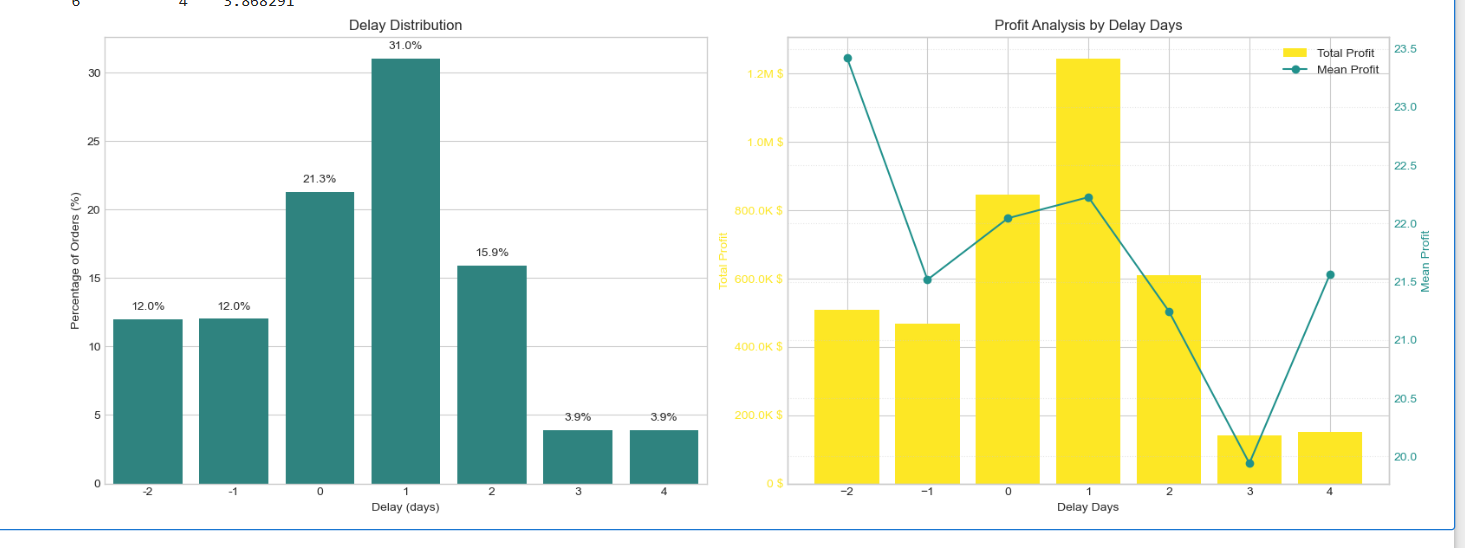 6 4 3.868291
Delay Distribution
31.0%
30
25
21.3%
20
15.9%
15
12.0%
12.0%
10
5
3.9%
3.9%
0
Percentage of Orders (%)
-2 -1 0 1 2 3 4
Delay (days)
Profit Analysis by Delay Days
Total Profit
Mean Profit
1.2M $
1.0M $
800.0K $
600.0K $
400.0K $
200.0K $
0 $
Total Profit
23.5
23.0
22.5
22.0
21.5
21.0
20.5
20.0
Mean Profit
−2 −1 0 1 2 3 4
Delay Days